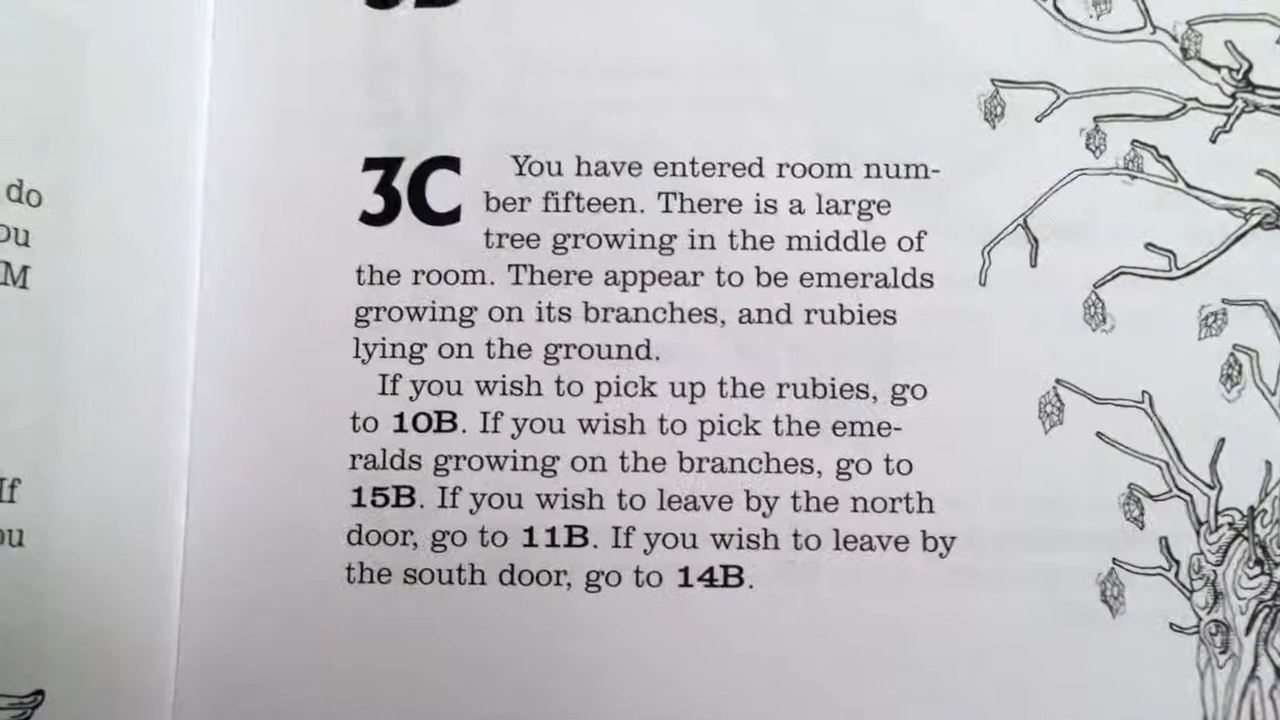 do
ou
M
If
ou
3C You have entered room num-
ber fifteen. There is a large
tree growing in the middle of
the room. There appear to be emeralds
growing on its branches, and rubies
lying on the ground.
If you wish to pick up the rubies, go
to 10B. If you wish to pick the eme-
ralds growing on the branches, go to
15B. If you wish to leave by the north
door, go to 11B. If you wish to leave by
the south door, go to 14B.